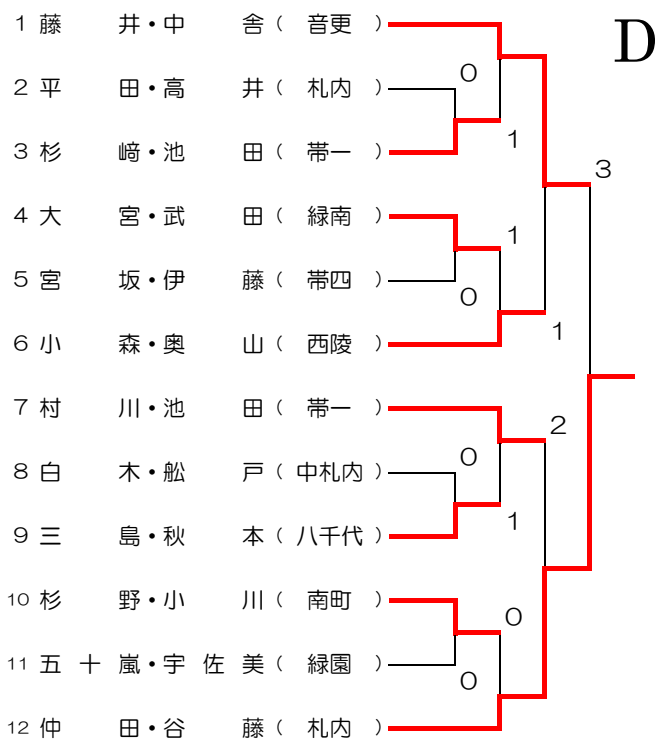 D
1 藤 井・中 舎 ( 音更 )
0
2 平 田・高 井 ( 札内 )
1
3 杉 﨑・池 田 ( 帯一 )
3
4 大 宮・武 田 ( 緑南 )
1
5 宮 坂・伊 藤 ( 帯四 )
0
1
6 小 森・奥 山 ( 西陵 )
7 村 川・池 田 ( 帯一 )
2
0
8 白 木・舩 戸 ( 中札内 )
1
9 三 島・秋 本 ( 八千代 )
10 杉 野・小 川 ( 南町 )
0
11 五 十 嵐・宇 佐 美 ( 緑園 )
0
12 仲 田・谷 藤 ( 札内 )